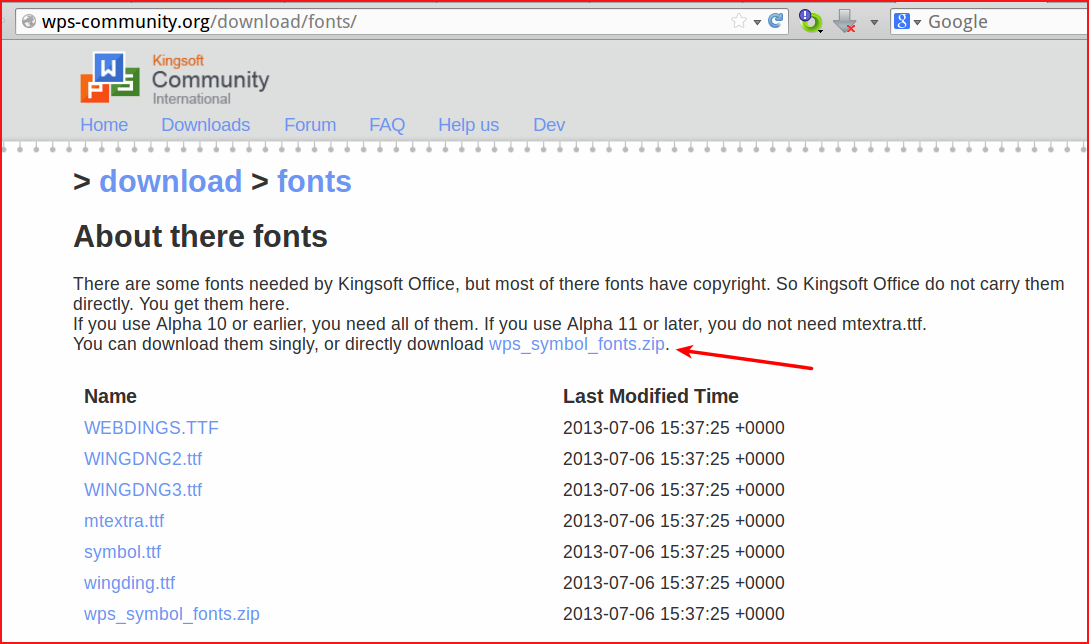 wps-community.org/download/fonts/
8 Google
W P S
Kingsoft
Community
International
Home Downloads Forum FAQ Help us Dev
> download > fonts
About there fonts
There are some fonts needed by Kingsoft Office, but most of there fonts have copyright. So Kingsoft Office do not carry them
directly. You get them here.
If you use Alpha 10 or earlier, you need all of them. If you use Alpha 11 or later, you do not need mtextra.ttf.
You can download them singly, or directly download wps_symbol_fonts.zip.
Name Last Modified Time
WEBDINGS.TTF 2013-07-06 15:37:25 +0000
WINGDNG2.ttf 2013-07-06 15:37:25 +0000
WINGDNG3.ttf 2013-07-06 15:37:25 +0000
mtextra.ttf 2013-07-06 15:37:25 +0000
symbol.ttf 2013-07-06 15:37:25 +0000
wingding.ttf 2013-07-06 15:37:25 +0000
wps_symbol_fonts.zip 2013-07-06 15:37:25 +0000